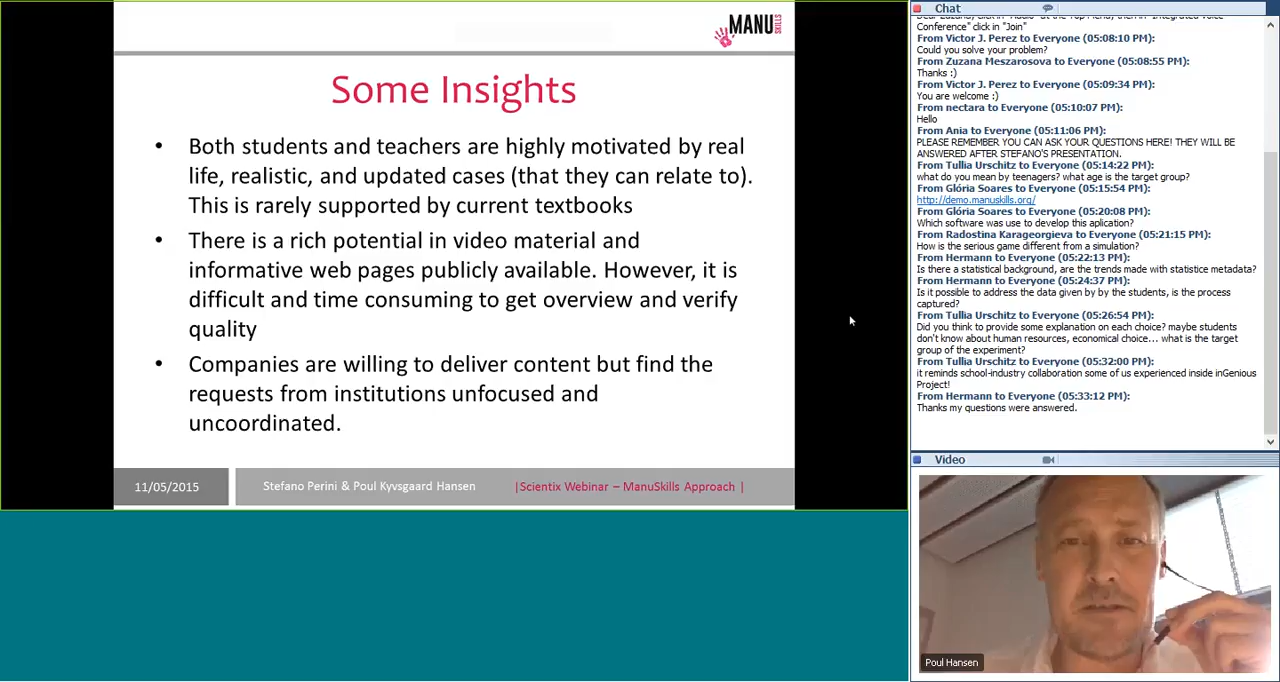 MANU
SKILLS
Some Insights
• Both students and teachers are highly motivated by real
life, realistic, and updated cases (that they can relate to).
This is rarely supported by current textbooks
• There is a rich potential in video material and
informative web pages publicly available. However, it is
difficult and time consuming to get overview and verify
quality
• Companies are willing to deliver content but find the
requests from institutions unfocused and
uncoordinated.
11/05/2015
Stefano Perini & Poul Kyvsgaard Hansen
|Scientix Webinar – ManuSkills Approach |
Chat
Conference" click in "Join"
From Victor J. Perez to Everyone (05:08:10 PM):
Could you solve your problem?
From Zuzana Meszarosova to Everyone (05:08:55 PM):
Thanks :)
From Victor J. Perez to Everyone (05:09:34 PM):
You are welcome :)
From nectara to Everyone (05:10:07 PM):
Hello
From Ania to Everyone (05:11:06 PM):
PLEASE REMEMBER YOU CAN ASK YOUR QUESTIONS HERE! THEY WILL BE
ANSWERED AFTER STEFANO'S PRESENTATION.
From Tullia Urschitz to Everyone (05:14:22 PM):
what do you mean by teenagers? what age is the target group?
From Glória Soares to Everyone (05:15:54 PM):
http://demo.manuskills.org/
From Glória Soares to Everyone (05:20:08 PM):
Which software was use to develop this aplication?
From Radostina Karageorgieva to Everyone (05:21:15 PM):
How is the serious game different from a simulation?
From Hermann to Everyone (05:22:13 PM):
Is there a statistical background, are the trends made with statistice metadata?
From Hermann to Everyone (05:24:37 PM):
Is it possible to address the data given by by the students, is the process
captured?
From Tullia Urschitz to Everyone (05:26:54 PM):
Did you think to provide some explanation on each choice? maybe students
don't know about human resources, economical choice... what is the target
group of the experiment?
From Tullia Urschitz to Everyone (05:32:00 PM):
it reminds school-industry collaboration some of us experienced inside inGenious
Project!
From Hermann to Everyone (05:33:12 PM):
Thanks my questions were answered.
Video
Poul Hansen